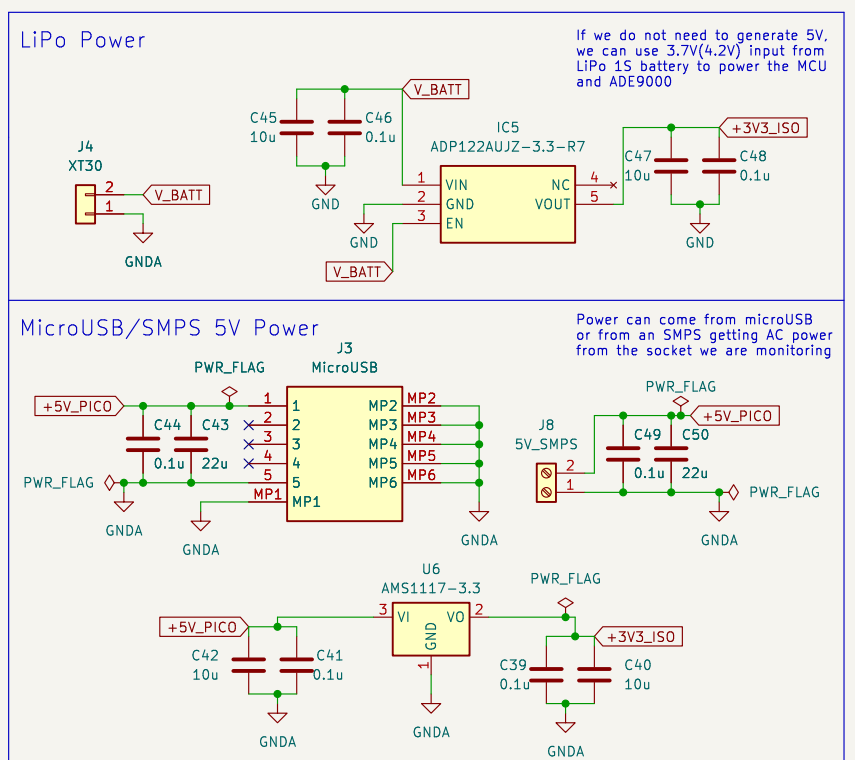 LiPo Power
If we do not need to generate 5V,
we can use 3.7V(4.2V) input from
LiPo 1S battery to power the MCU
and ADE9000
V_BATT
C45
10u
C46
0.1u
IC5
ADP122AUJZ-3.3-R7
+3V3_ISO
J4
XT30
C47
10u
C48
0.1u
2
1
V_BATT
GND
1
2
3
VIN
GND
EN
NC
VOUT
4
5
GNDA
GND
GND
V_BATT
MicroUSB/SMPS 5V Power
Power can come from microUSB
or from an SMPS getting AC power
from the socket we are monitoring
J3
MicroUSB
PWR_FLAG
+5V_PICO
C44
0.1u
C43
22u
PWR_FLAG
GNDA
1
2
3
4
5
MP1
1
2
3
4
5
MP1
MP2
MP3
MP4
MP5
MP6
MP2
MP3
MP4
MP5
MP6
GNDA
GNDA
PWR_FLAG
J8
5V_SMPS
+5V_PICO
C49
0.1u
C50
22u
2
1
PWR_FLAG
GNDA
U6
AMS1117-3.3
PWR_FLAG
+5V_PICO
3
VI
VO
2
GND
1
+3V3_ISO
C42
10u
C41
0.1u
C39
0.1u
C40
10u
GNDA
GNDA
GNDA